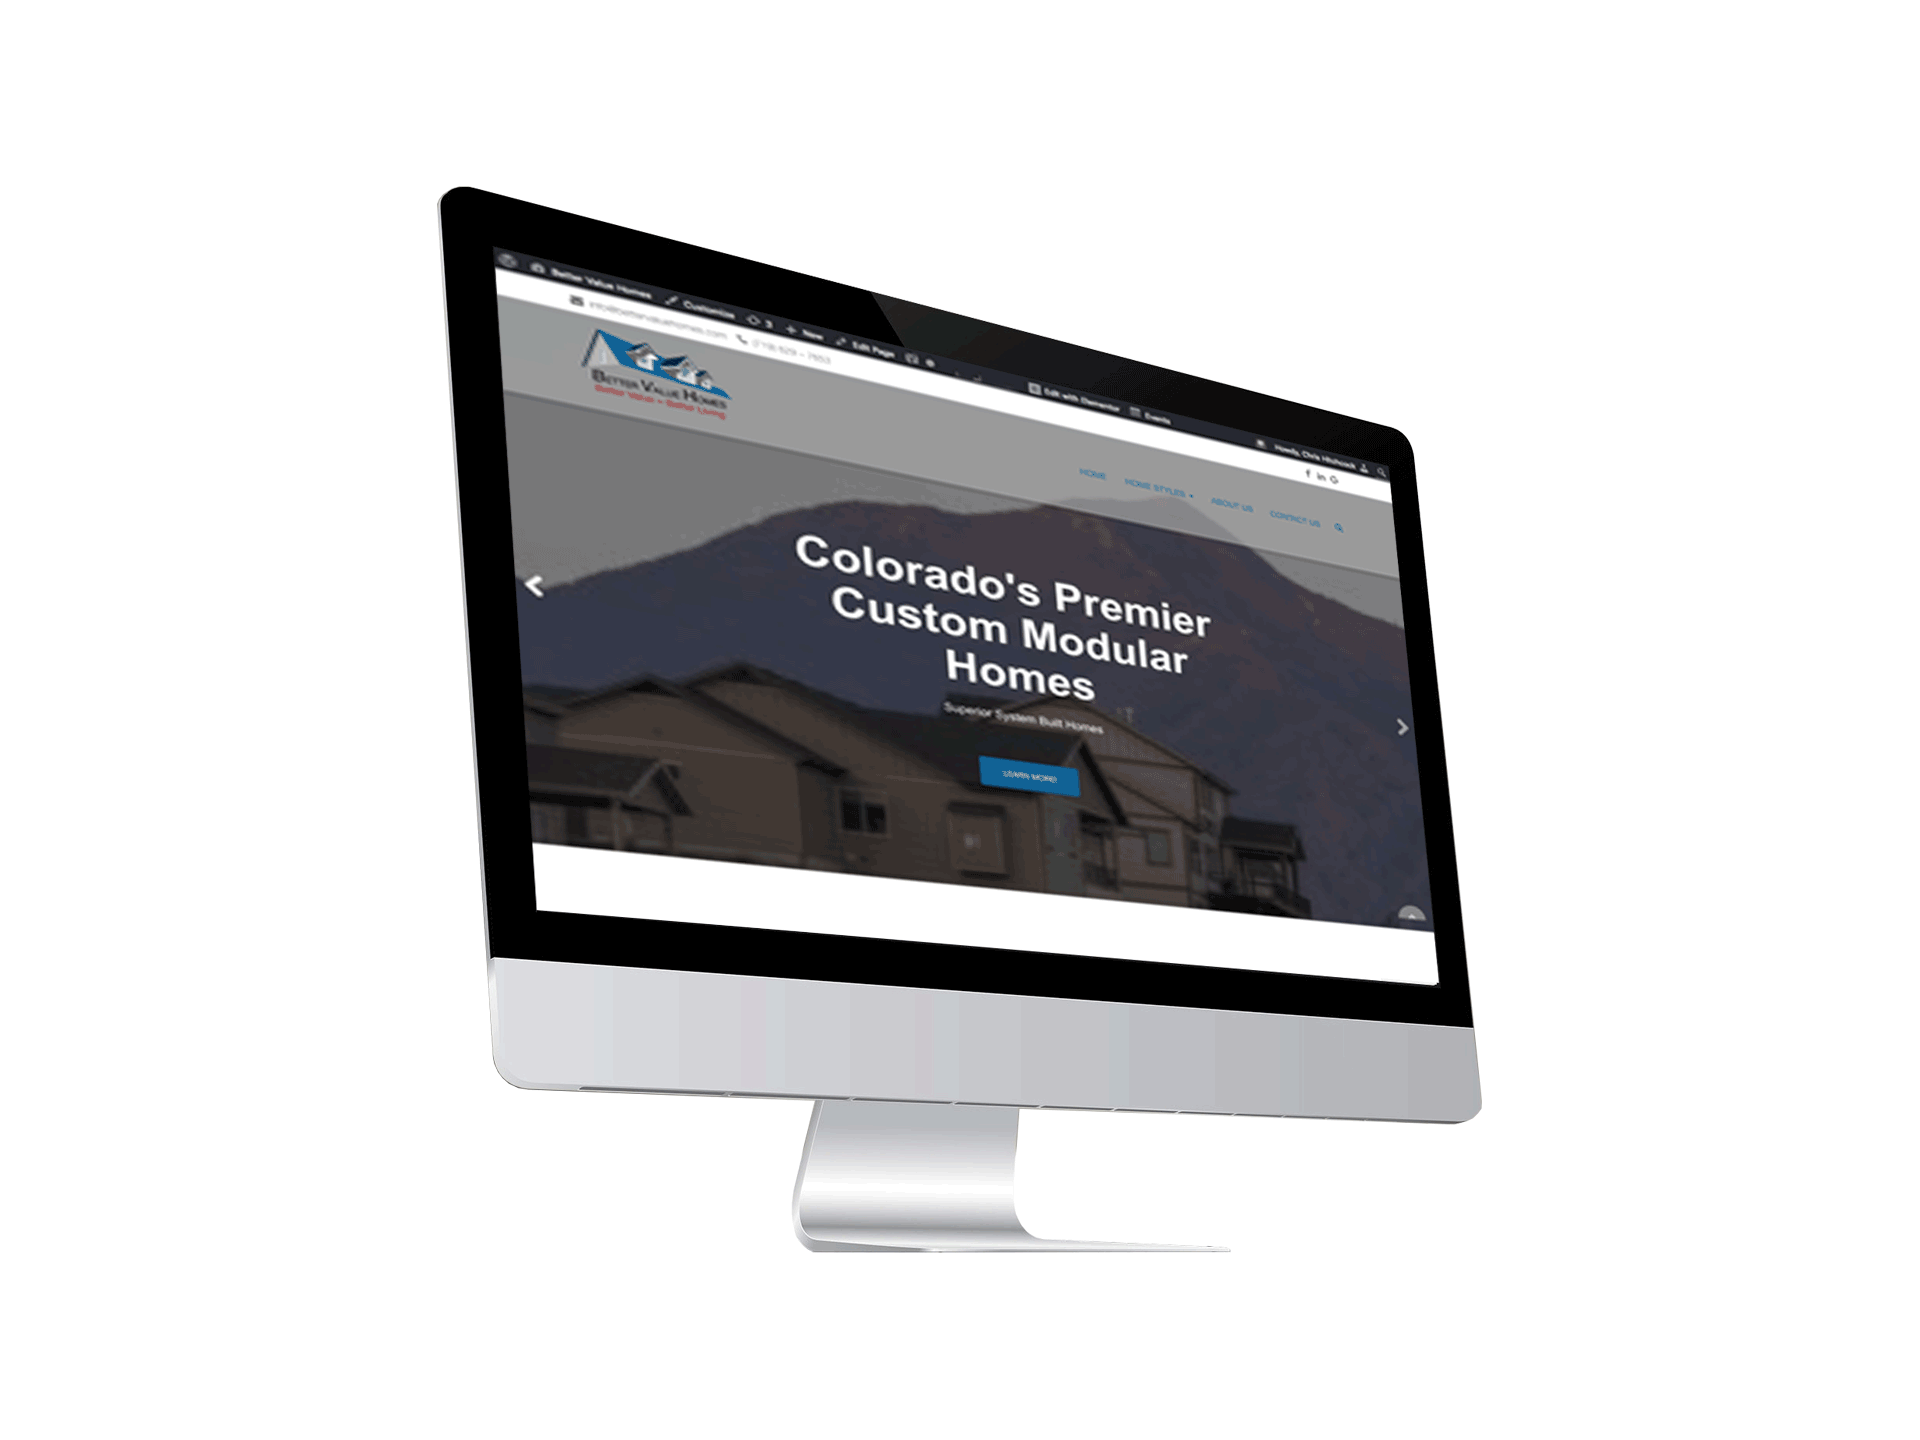 Better Value Homes Customize 3 New Edit Page Edit with Elementor Events Howdy, Chris Hitchcock
info@bettervaluehomes.com (719) 629 - 7653 f in G
BETTER VALUE HOMES
Better Value • Better Living
HOME HOME STYLES ABOUT US CONTACT US
Colorado's Premier
Custom Modular
Homes
Superior System Built Homes
LEARN MORE!